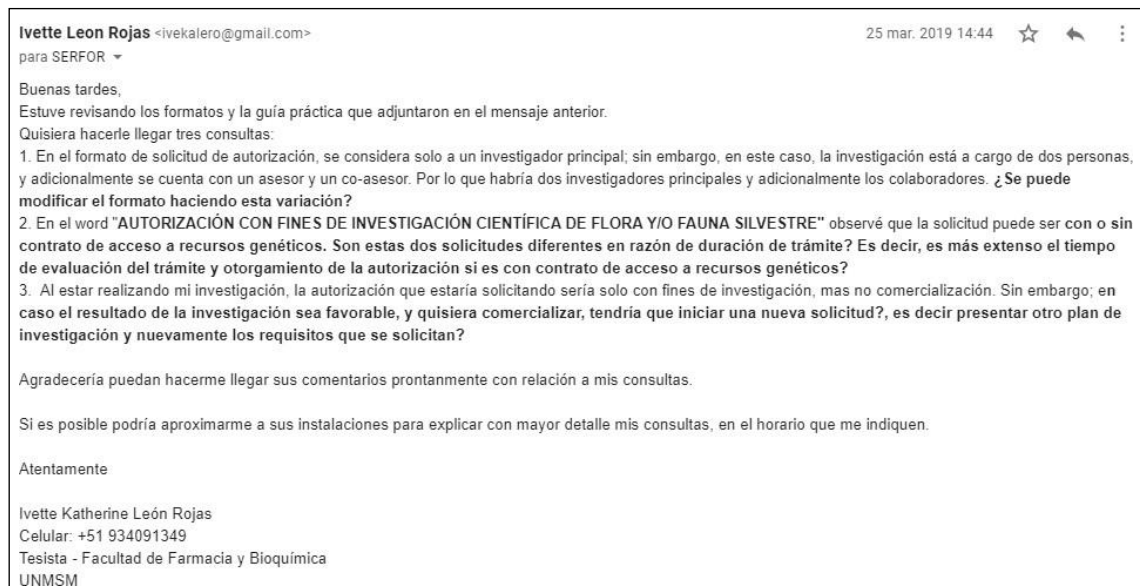 Ivette Leon Rojas <ivekalero@gmail.com> 25 mar. 2019 14:44
para SERFOR
Buenas tardes,
Estuve revisando los formatos y la guía práctica que adjuntaron en el mensaje anterior.
Quisiera hacerle llegar tres consultas:
1. En el formato de solicitud de autorización, se considera solo a un investigador principal; sin embargo, en este caso, la investigación está a cargo de dos personas,
y adicionalmente se cuenta con un asesor y un co-asesor. Por lo que habría dos investigadores principales y adicionalmente los colaboradores. ¿Se puede
modificar el formato haciendo esta variación?
2. En el word "AUTORIZACIÓN CON FINES DE INVESTIGACIÓN CIENTÍFICA DE FLORA Y/O FAUNA SILVESTRE" observé que la solicitud puede ser con o sin
contrato de acceso a recursos genéticos. Son estas dos solicitudes diferentes en razón de duración de trámite? Es decir, es más extenso el tiempo
de evaluación del trámite y otorgamiento de la autorización si es con contrato de acceso a recursos genéticos?
3. Al estar realizando mi investigación, la autorización que estaría solicitando sería solo con fines de investigación, mas no comercialización. Sin embargo; en
caso el resultado de la investigación sea favorable, y quisiera comercializar, tendría que iniciar una nueva solicitud?, es decir presentar otro plan de
investigación y nuevamente los requisitos que se solicitan?
Agradecería puedan hacerme llegar sus comentarios prontanmente con relación a mis consultas.
Si es posible podría aproximarme a sus instalaciones para explicar con mayor detalle mis consultas, en el horario que me indiquen.
Atentamente
Ivette Katherine León Rojas
Celular: +51 934091349
Tesista - Facultad de Farmacia y Bioquímica
UNMSM